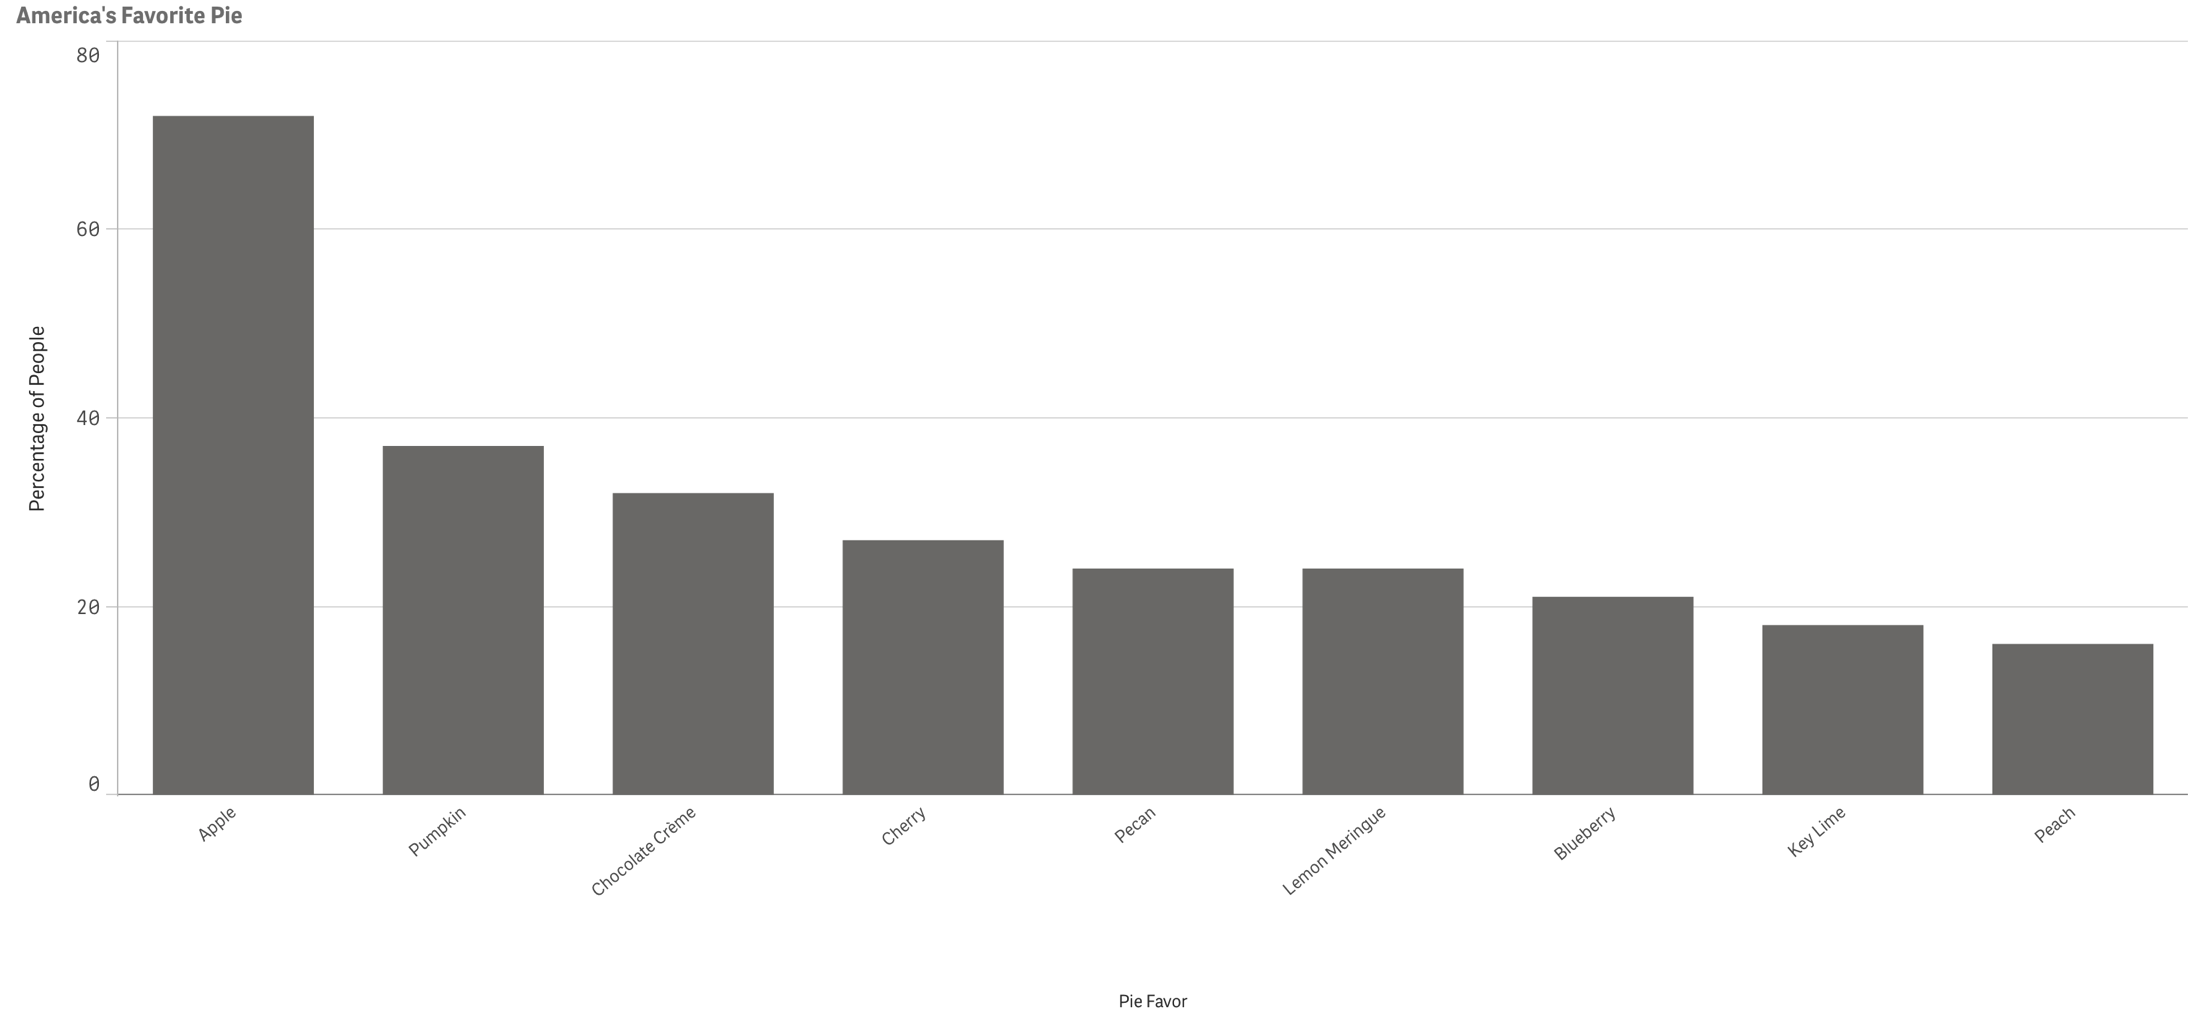 America's Favorite Pie
80
60
40
20
0
Percentage of People
Apple
Pumpkin
Chocolate Crème
Cherry
Pecan
Lemon Meringue
Blueberry
Key Lime
Peach
Pie Favor